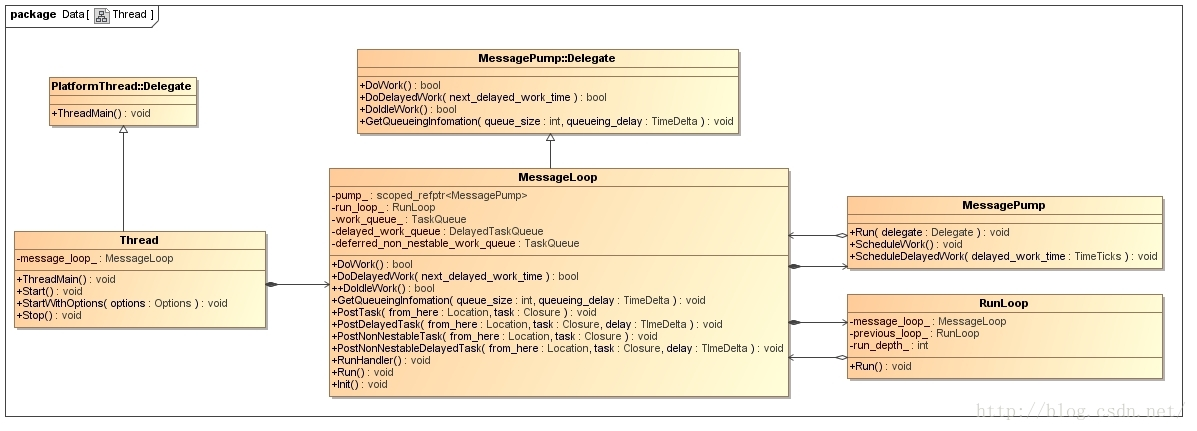 package Data [ Thread ]
PlatformThread::Delegate
+ThreadMain() : void
MessagePump::Delegate
+DoWork() : bool
+DoDelayedWork( next_delayed_work_time ) : bool
+DoIdleWork() : bool
+GetQueueingInfomation( queue_size : int, queueing_delay : TimeDelta ) : void
Thread
-message_loop_ : MessageLoop
+ThreadMain() : void
+Start() : void
+StartWithOptions( options : Options ) : void
+Stop() : void
MessageLoop
-pump_ : scoped_refptr<MessagePump>
-run_loop_ : RunLoop
-work_queue_ : TaskQueue
-delayed_work_queue : DelayedTaskQueue
-deferred_non_nestable_work_queue : TaskQueue
+DoWork() : bool
+DoDelayedWork( next_delayed_work_time ) : bool
++DoIdleWork() : bool
+GetQueueingInfomation( queue_size : int, queueing_delay : TimeDelta ) : void
+PostTask( from_here : Location, task : Closure ) : void
+PostDelayedTask( from_here : Location, task : Closure, delay : TImeDelta ) : void
+PostNonNestableTask( from_here : Location, task : Closure ) : void
+PostNonNestableDelayedTask( from_here : Location, task : Closure, delay : TImeDelta ) : void
+RunHandler() : void
+Run() : void
+Init() : void
MessagePump
+Run( delegate : Delegate ) : void
+ScheduleWork() : void
+ScheduleDelayedWork( delayed_work_time : TimeTicks ) : void
RunLoop
-message_loop_ : MessageLoop
-previous_loop_ : RunLoop
-run_depth_ : int
+Run() : void
http://blog.csdn.net/